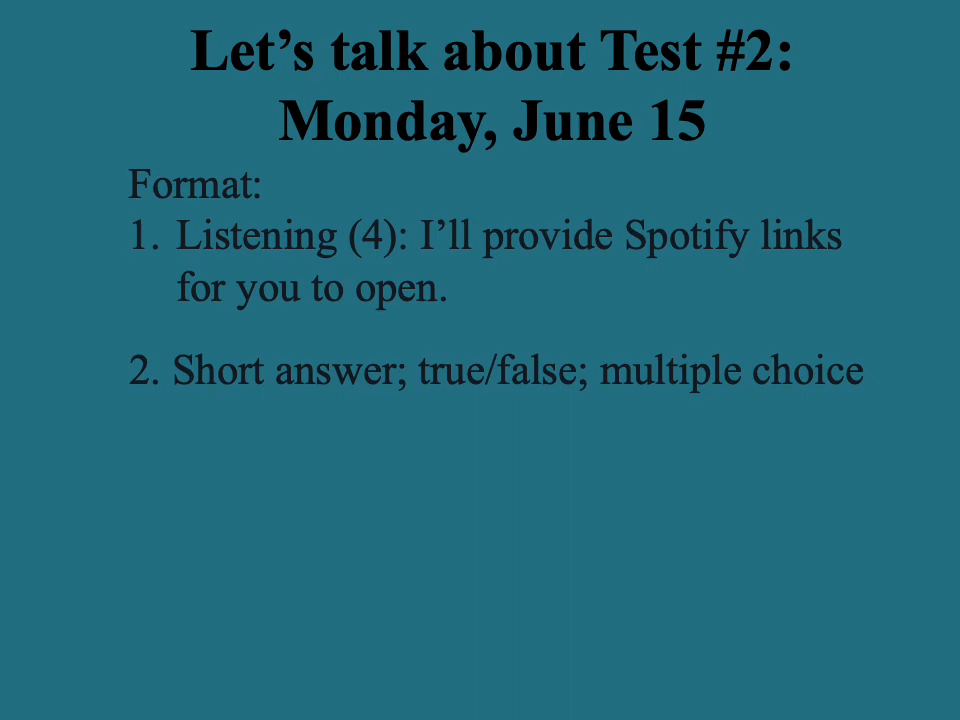 Let’s talk about Test #2:
Monday, June 15
Format:
1. Listening (4): I’ll provide Spotify links
for you to open.
2. Short answer; true/false; multiple choice